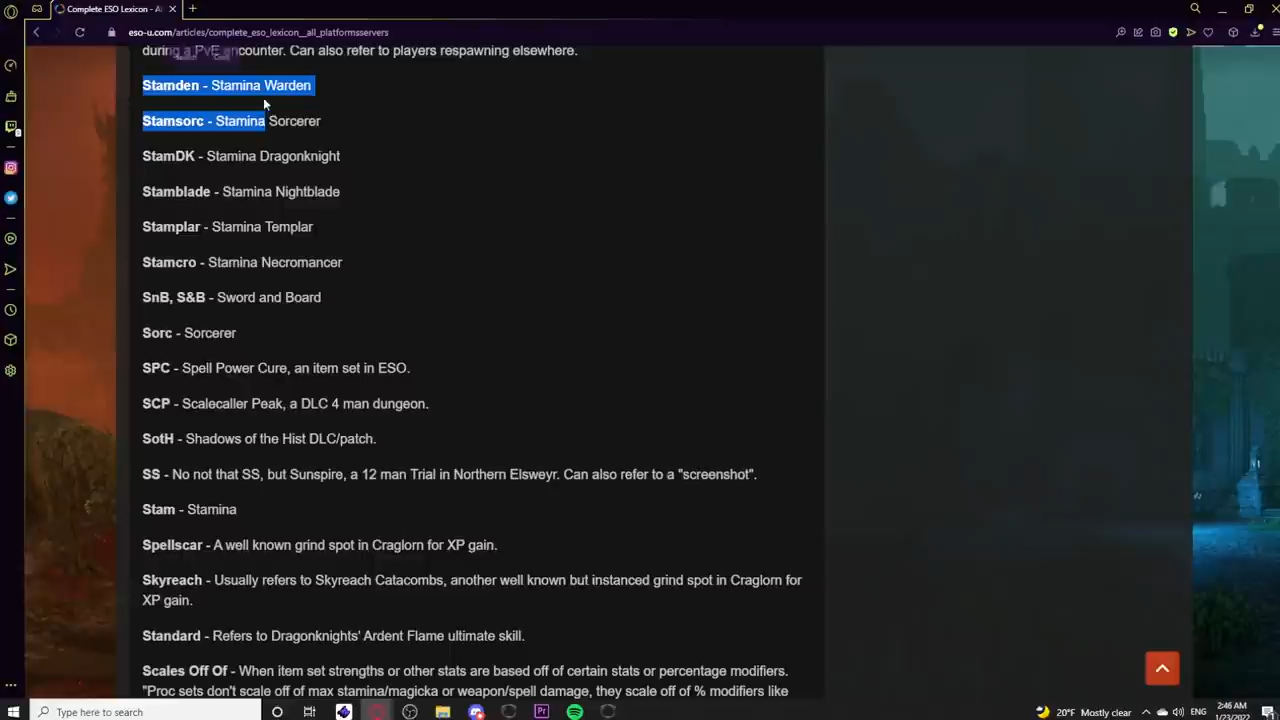 Complete ESO Lexicon - A
eso-u.com/articles/complete_eso_lexicon__all_platformsservers
during a PvE encounter. Can also refer to players respawning elsewhere.
Stamden - Stamina Warden
Stamsorc - Stamina Sorcerer
StamDK - Stamina Dragonknight
Stamblade - Stamina Nightblade
Stamplar - Stamina Templar
Stamcro - Stamina Necromancer
SnB, S&B - Sword and Board
Sorc - Sorcerer
SPC - Spell Power Cure, an item set in ESO.
SCP - Scalecaller Peak, a DLC 4 man dungeon.
SotH - Shadows of the Hist DLC/patch.
SS - No not that SS, but Sunspire, a 12 man Trial in Northern Elsweyr. Can also refer to a "screenshot".
Stam - Stamina
Spellscar - A well known grind spot in Craglorn for XP gain.
Skyreach - Usually refers to Skyreach Catacombs, another well known but instanced grind spot in Craglorn for
XP gain.
Standard - Refers to Dragonknights' Ardent Flame ultimate skill.
Scales Off Of - When item set strengths or other stats are based off of certain stats or percentage modifiers.
"Proc sets don't scale off of max stamina/magicka or weapon/spell damage, they scale off of % modifiers like
Type here to search
Pr
20°F Mostly clear
ENG
2:46 AM
1/23/2022